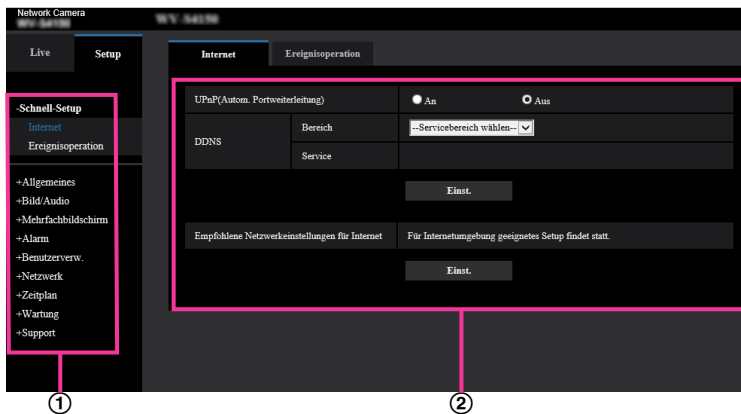 Network Camera
WV-S4150
WV-S4150
Live
Setup
Internet
Ereignisoperation
-Schnell-Setup
Internet
Ereignisoperation
+Allgemeines
+Bild/Audio
+Mehrfachbildschirm
+Alarm
+Benutzerverw.
+Netzwerk
+Zeitplan
+Wartung
+Support
UPnP(Autom. Portweiterleitung)
An
Aus
DDNS
Bereich
--Servicebereich wählen--
Service
Einst.
Empfohlene Netzwerkeinstellungen für Internet
Für Internetumgebung geeignetes Setup findet statt.
Einst.
①
②